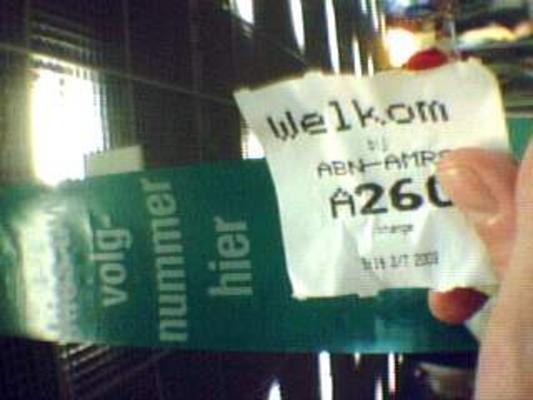 Welkom
bij
ABN-AMRO
A260
volg-
nummer
hier